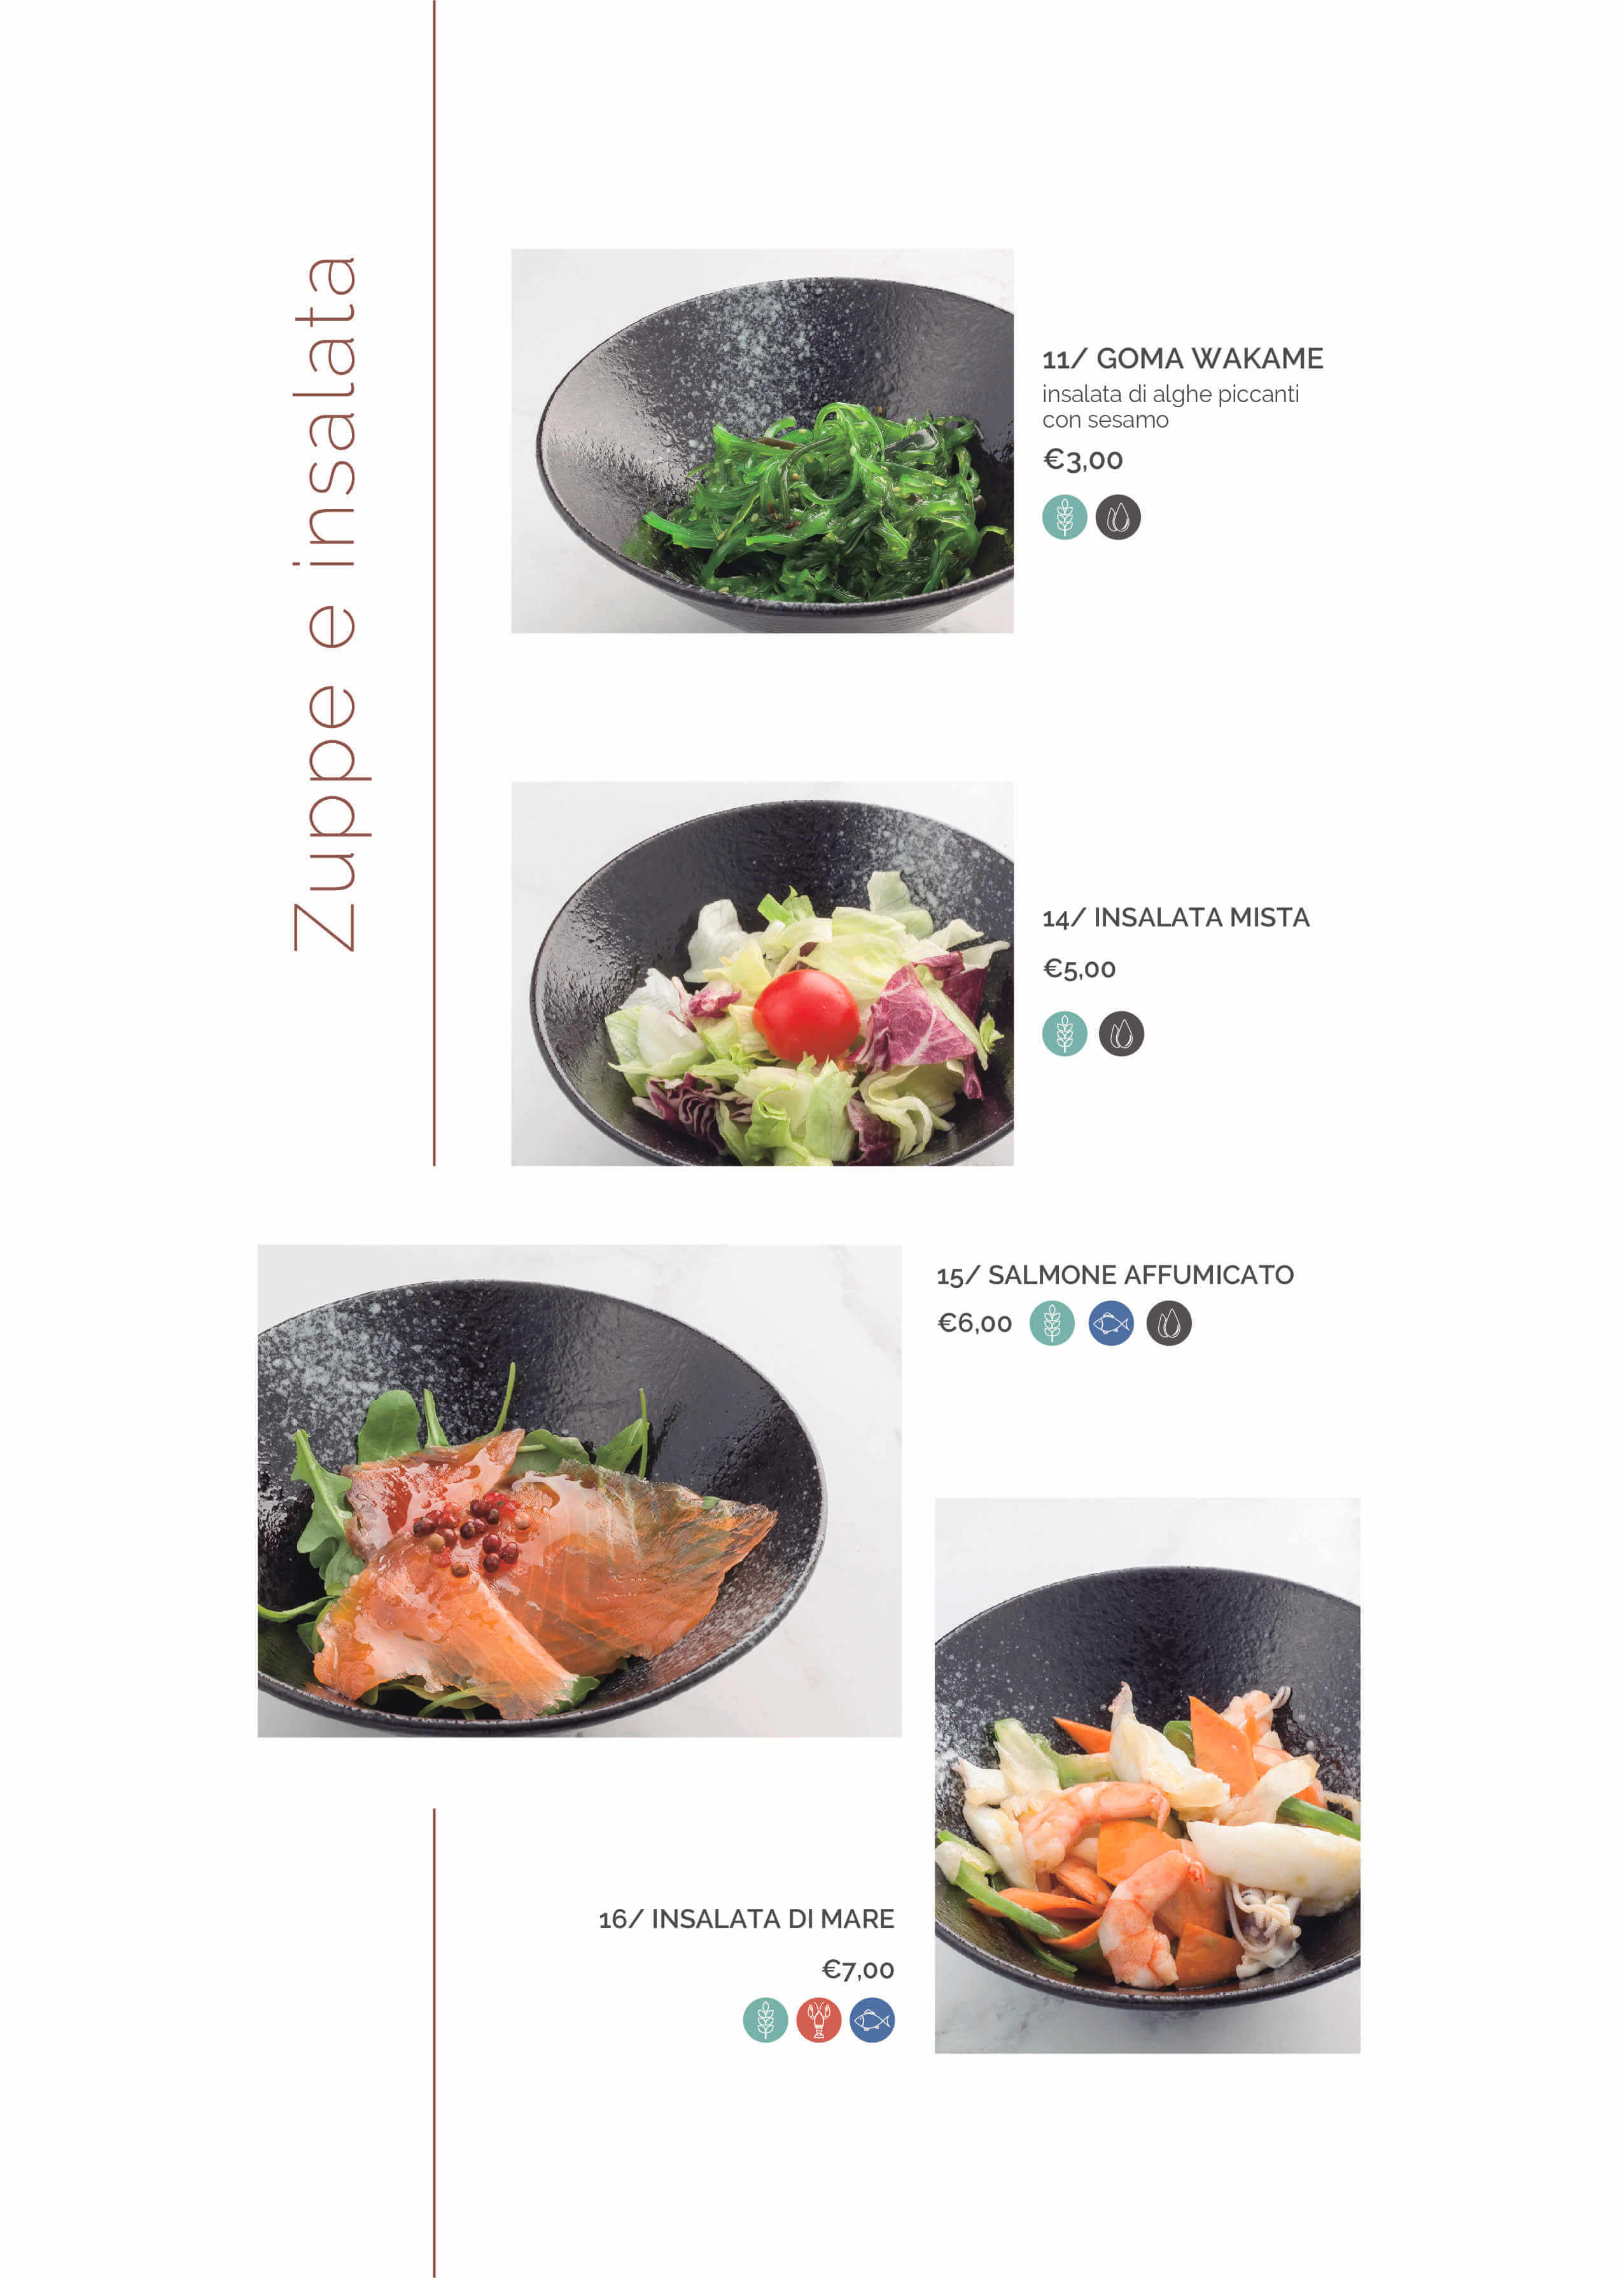 Zuppe e insalata
11/ GOMA WAKAME
insalata di alghe piccanti
con sesamo
€3,00
14/ INSALATA MISTA
€5,00
15/ SALMONE AFFUMICATO
€6,00
16/ INSALATA DI MARE
€7,00